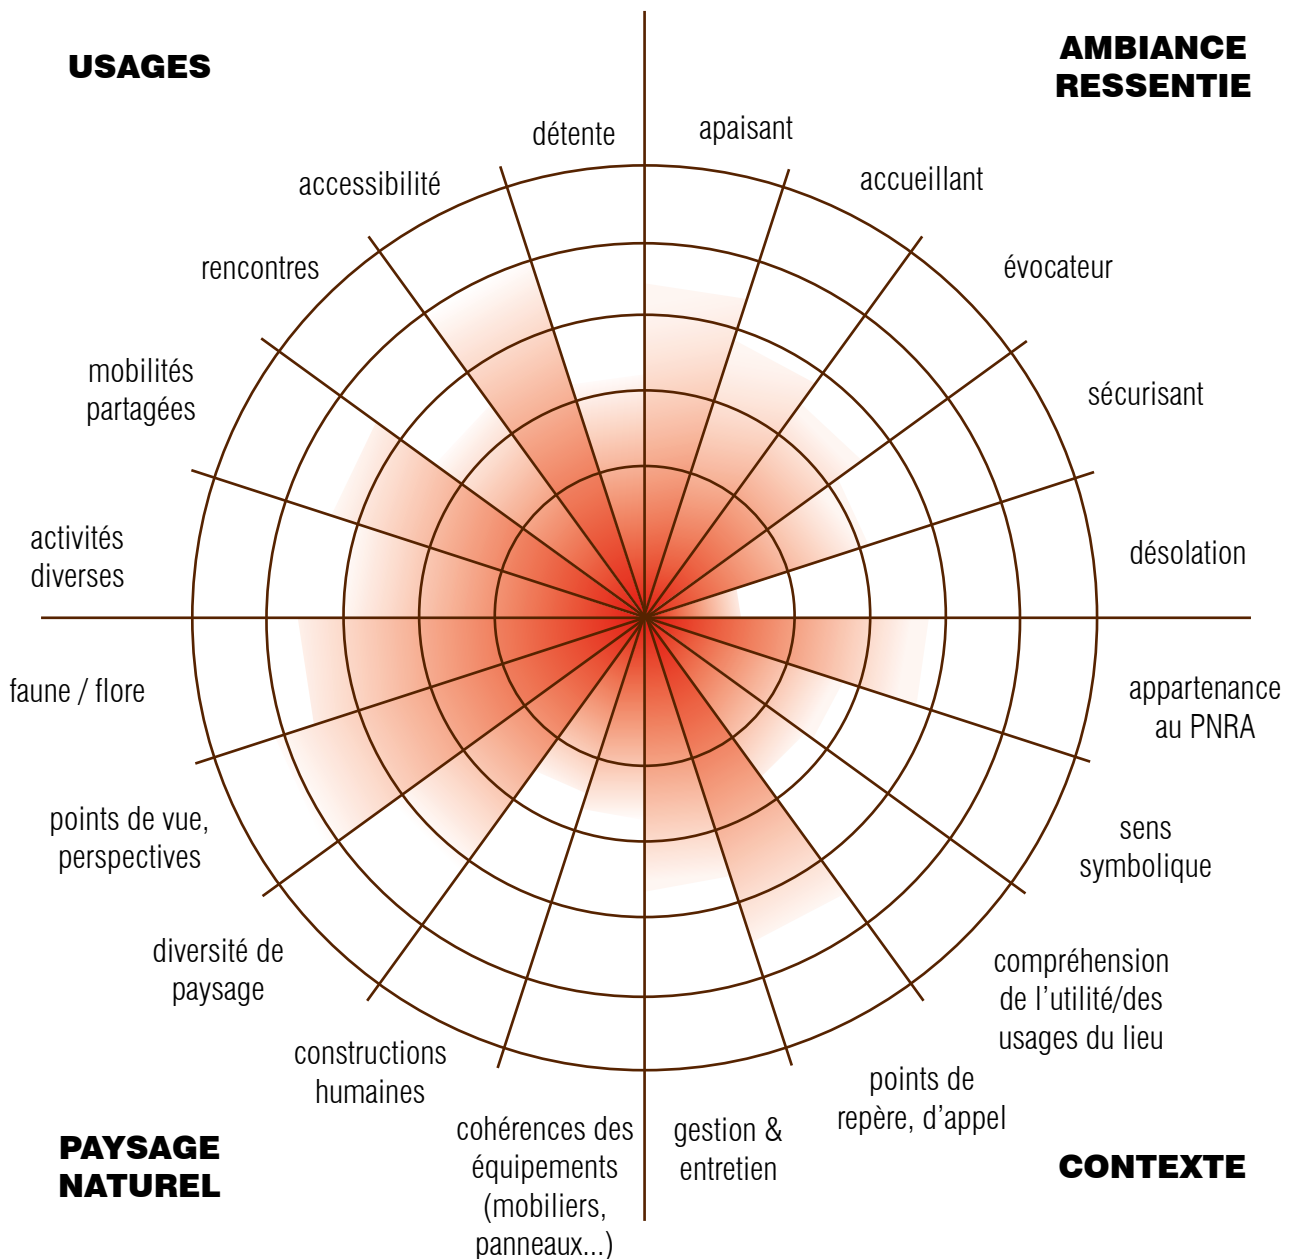 USAGES
AMBIANCE
RESSENTIE
détente
apaisant
accueillant
évocateur
sécurisant
désolation
appartenance
au PNRA
sens
symbolique
compréhension
de l’utilité/des
usages du lieu
points de
repère, d’appel
gestion &
entretien
cohérences des
équipements
(mobiliers,
panneaux...)
constructions
humaines
diversité de
paysage
points de vue,
perspectives
faune / flore
activités
diverses
mobilités
partagées
rencontres
accessibilité
PAYSAGE
NATUREL
CONTEXTE